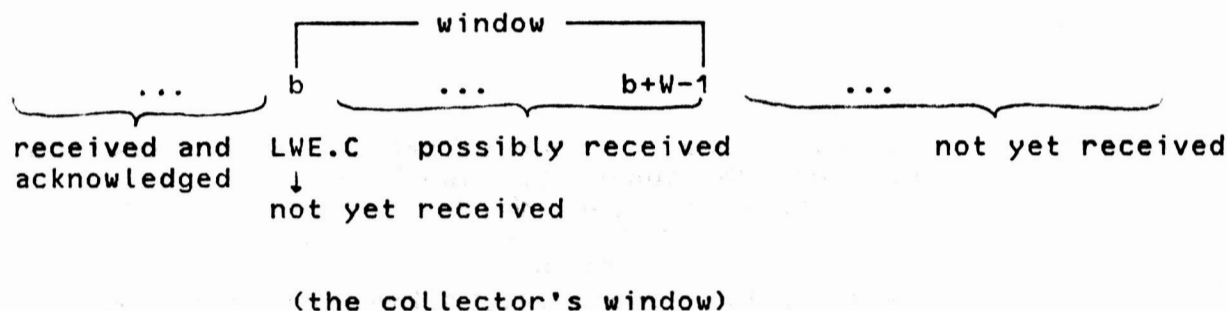 window
... b ... b+W-1 ...
received and LWE.C possibly received not yet received
acknowledged ↓
not yet received
(the collector's window)